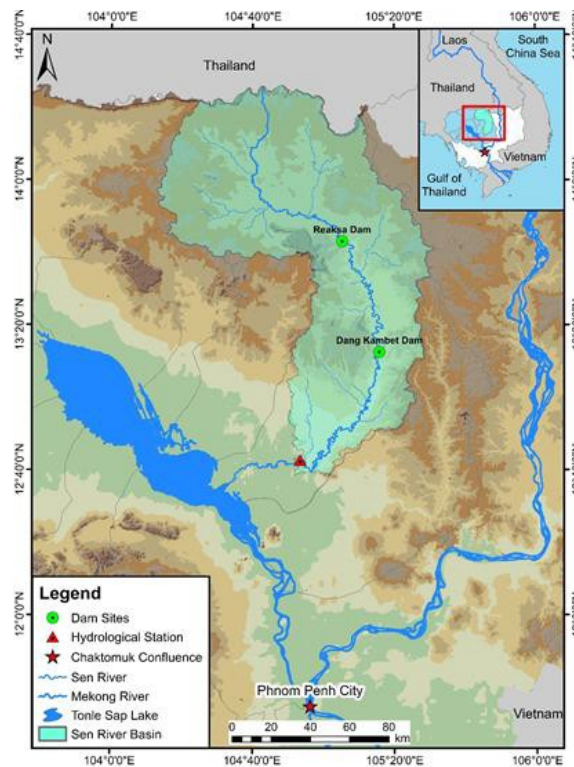 104°0'0"E
104°40'0"E
105°20'0"E
106°0'0"E
14°40'0"N
14°0'0"N
13°20'0"N
12°40'0"N
12°0'0"N
N
Thailand
Laos
South
China Sea
Thailand
Vietnam
Gulf of
Thailand
Reaksa Dam
Dang Kambet Dam
Phnom Penh City
Vietnam
Legend
Dam Sites
Hydrological Station
Chaktomuk Confluence
Sen River
Mekong River
Tonle Sap Lake
Sen River Basin
0 20 40 60 80
km
104°0'0"E
104°40'0"E
105°20'0"E
106°0'0"E